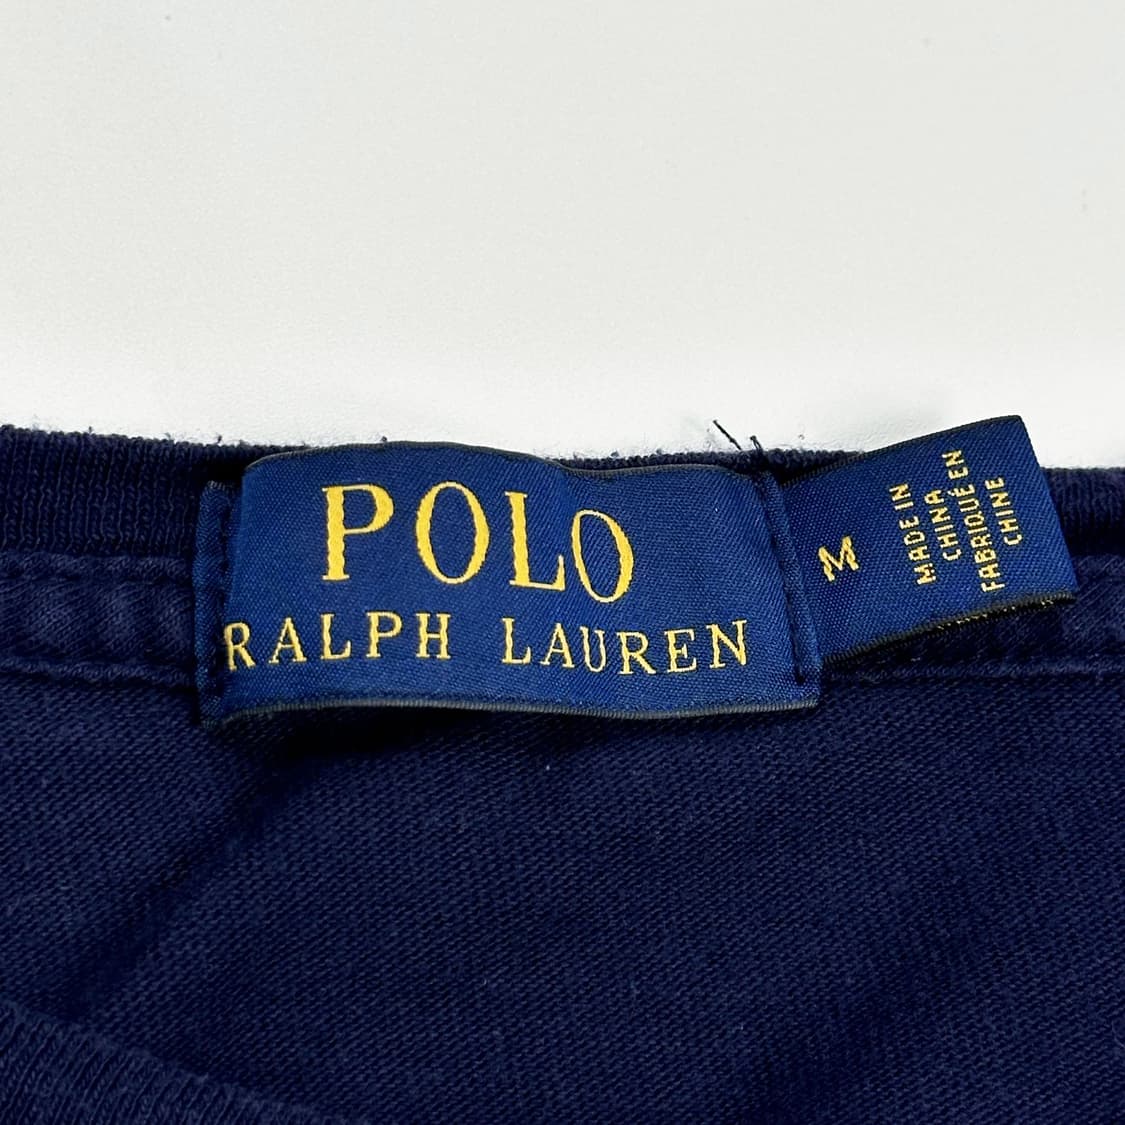 POLO
RALPH LAUREN
M
MADE IN
CHINA
FABRIQUÉ EN
CHINE